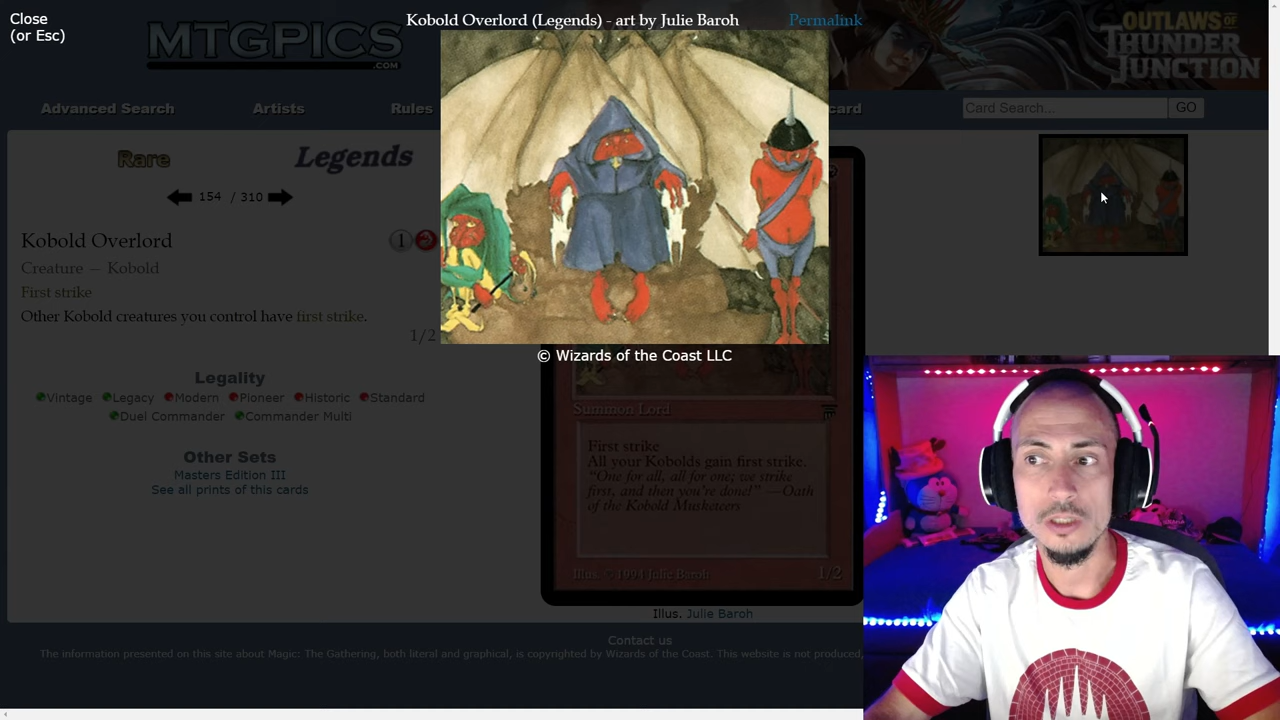 Close
(or Esc)
Kobold Overlord (Legends) - art by Julie Baroh
Permalink
MTGPICS
.COM
OUTLAWS OF
THUNDER
JUNCTION
Advanced Search
Artists
Rules
card
Card Search...
GO
Rare
Legends
154 / 310
Kobold Overlord
1
Creature — Kobold
First strike
Other Kobold creatures you control have first strike.
1/2
Legality
Vintage Legacy Modern Pioneer Historic Standard
Duel Commander Commander Multi
Other Sets
Masters Edition III
See all prints of this cards
© Wizards of the Coast LLC
Summon Lord
First strike
All your Kobolds gain first strike.
"One for all, all for one; we strike
first, and then you're done!" —Oath
of the Kobold Musketeers
Illus. © 1994 Julie Baroh
1/2
Illus. Julie Baroh
Contact us
The information presented on this site about Magic: The Gathering, both literal and graphical, is copyrighted by Wizards of the Coast. This website is not produced,